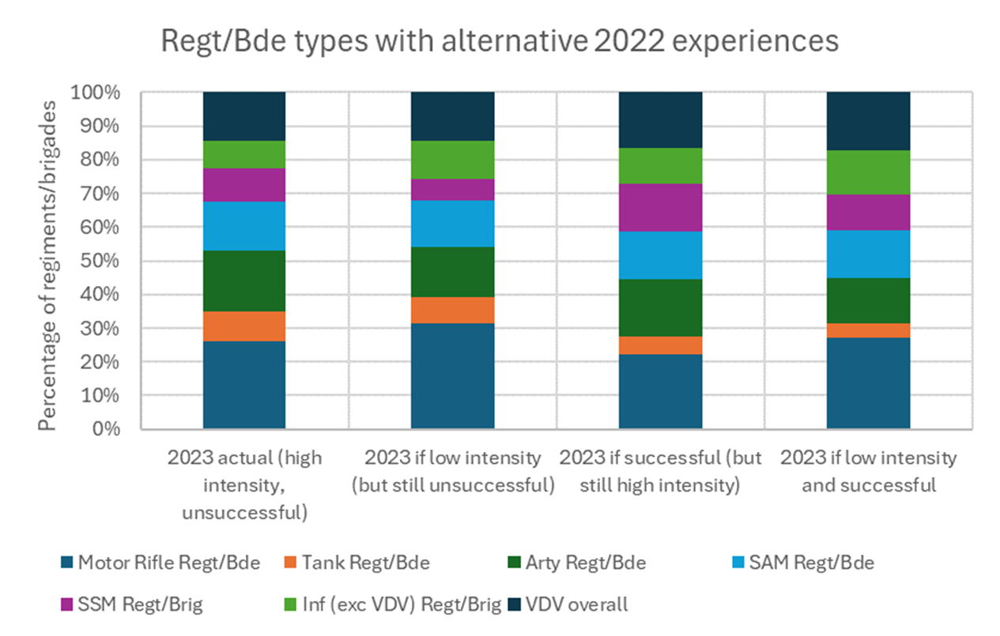 Regt/Bde types with alternative 2022 experiences
Percentage of regiments/brigades
100%
90%
80%
70%
60%
50%
40%
30%
20%
10%
0%
2023 actual (high
intensity,
unsuccessful)
2023 if low intensity
(but still unsuccessful)
2023 if successful (but
still high intensity)
2023 if low intensity
and successful
Motor Rifle Regt/Bde
Tank Regt/Bde
Arty Regt/Bde
SAM Regt/Bde
SSM Regt/Brig
Inf (exc VDV) Regt/Brig
VDV overall